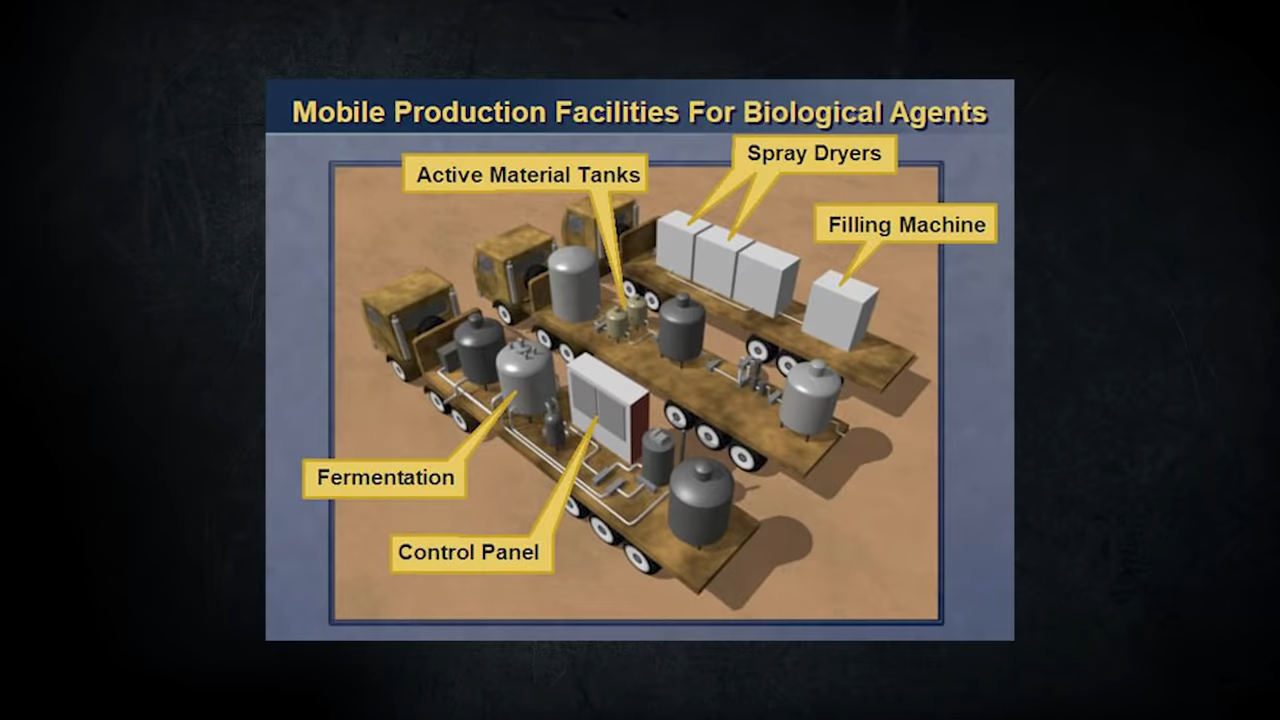 Mobile Production Facilities For Biological Agents
Spray Dryers
Active Material Tanks
Filling Machine
Fermentation
Control Panel